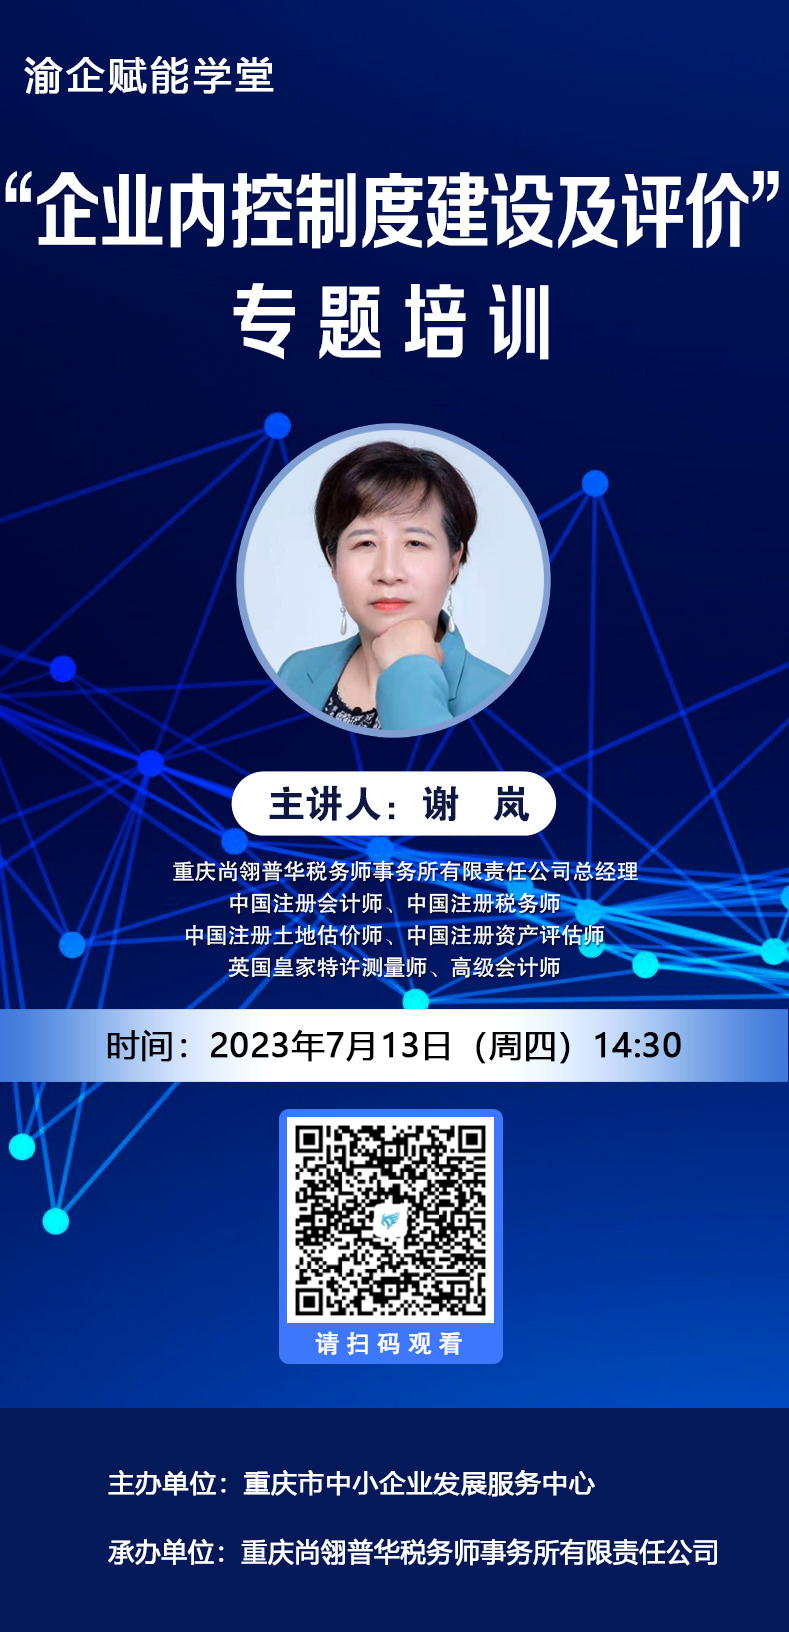 渝企赋能学堂
“企业内控制度建设及评价”
专题培训
主讲人：谢 岚
重庆尚翎普华税务师事务所有限责任公司总经理
中国注册会计师、中国注册税务师
中国注册土地估价师、中国注册资产评估师
英国皇家特许测量师、高级会计师
时间：2023年7月13日（周四）14:30
请扫码观看
主办单位：重庆市中小企业发展服务中心
承办单位：重庆尚翎普华税务师事务所有限责任公司